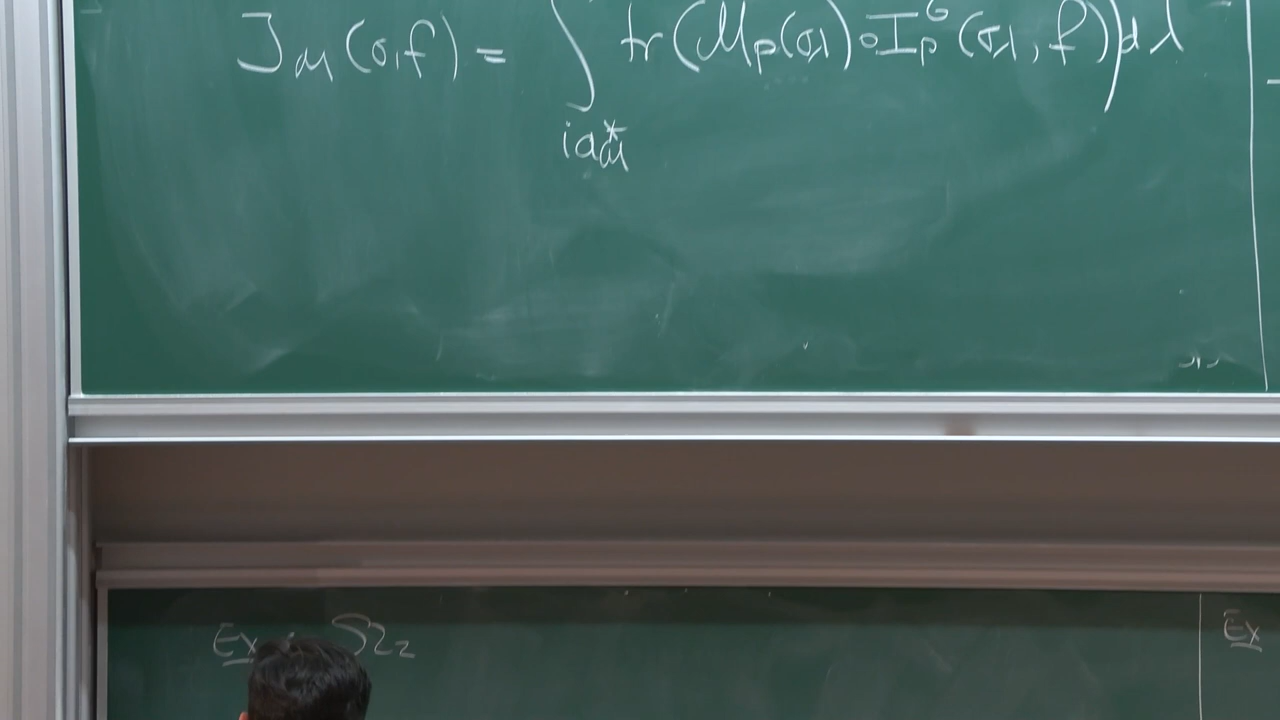 J_M(σ,f) = ∫_{ia_M^*} tr(M_P(σ_λ)∘I_P^G(σ_λ,f))dλ
Ex SL_2
Ex